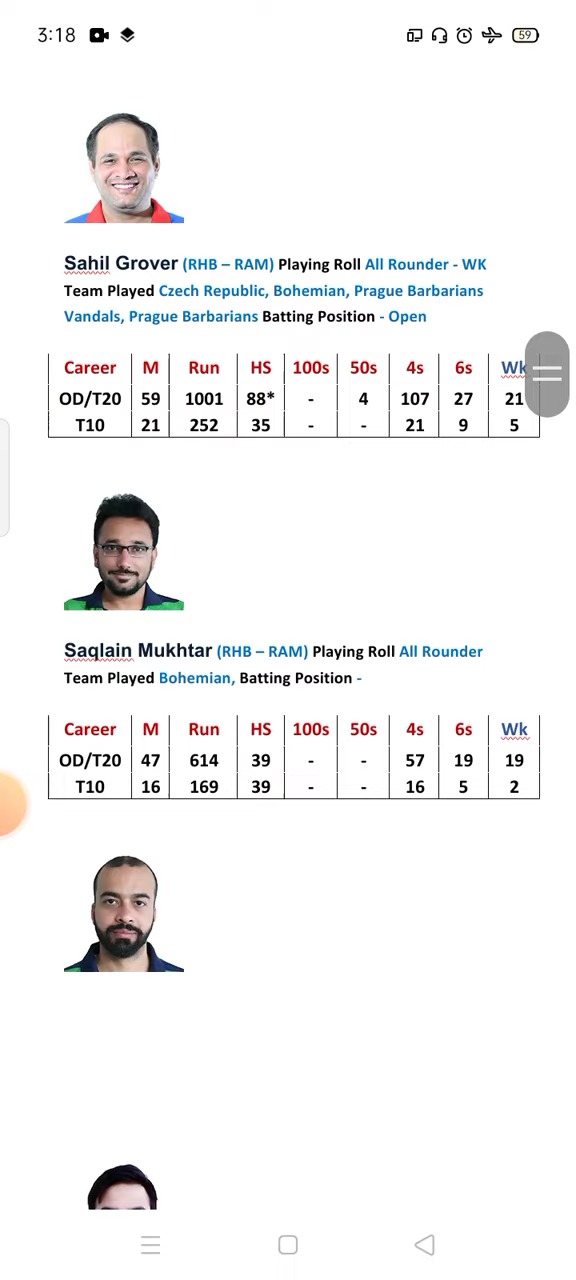 3:18
59
Sahil Grover (RHB – RAM) Playing Roll All Rounder - WK
Team Played Czech Republic, Bohemian, Prague Barbarians
Vandals, Prague Barbarians Batting Position - Open
Career M Run HS 100s 50s 4s 6s Wk
OD/T20 59 1001 88* - 4 107 27 21
T10 21 252 35 - - 21 9 5
Saqlain Mukhtar (RHB – RAM) Playing Roll All Rounder
Team Played Bohemian, Batting Position -
Career M Run HS 100s 50s 4s 6s Wk
OD/T20 47 614 39 - - 57 19 19
T10 16 169 39 - - 16 5 2